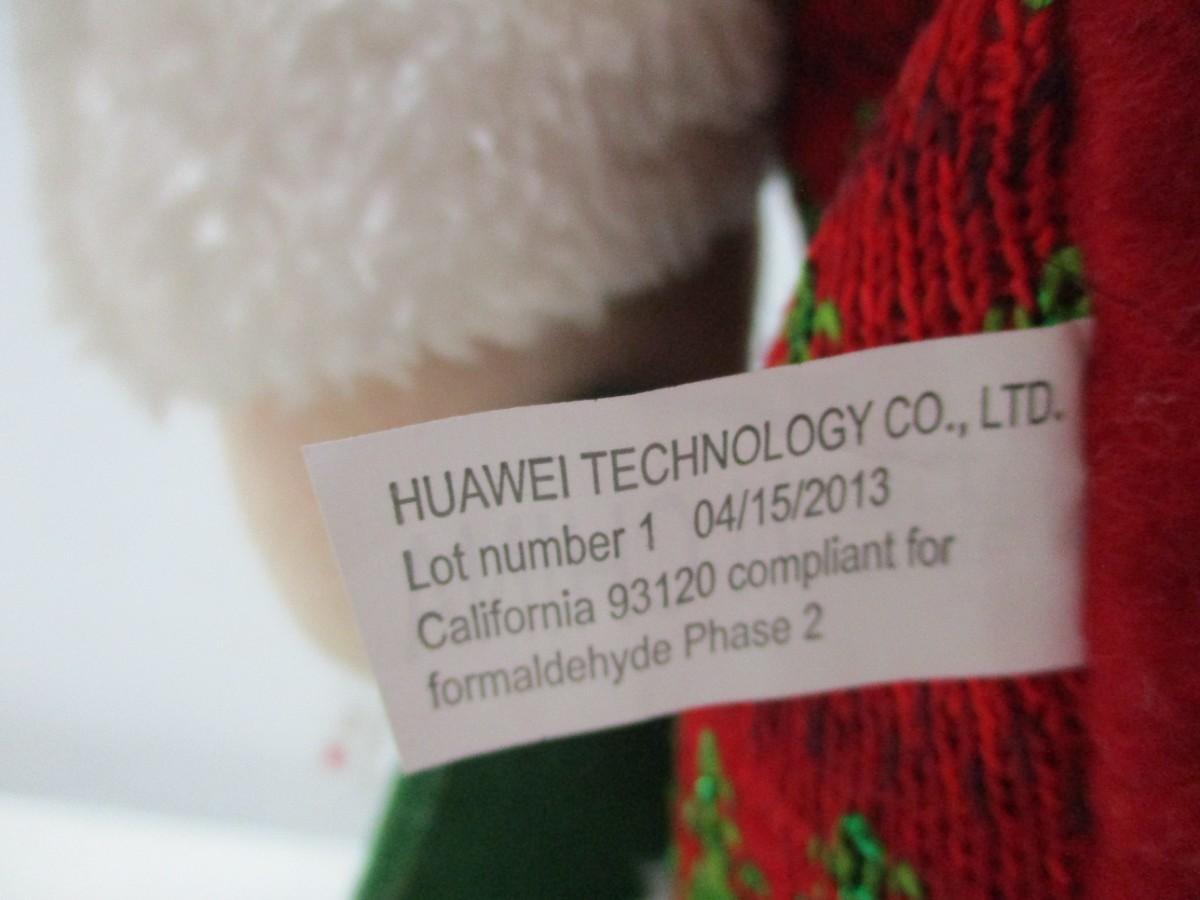 HUAWEI TECHNOLOGY CO., LTD.
Lot number 1 04/15/2013
California 93120 compliant for
formaldehyde Phase 2